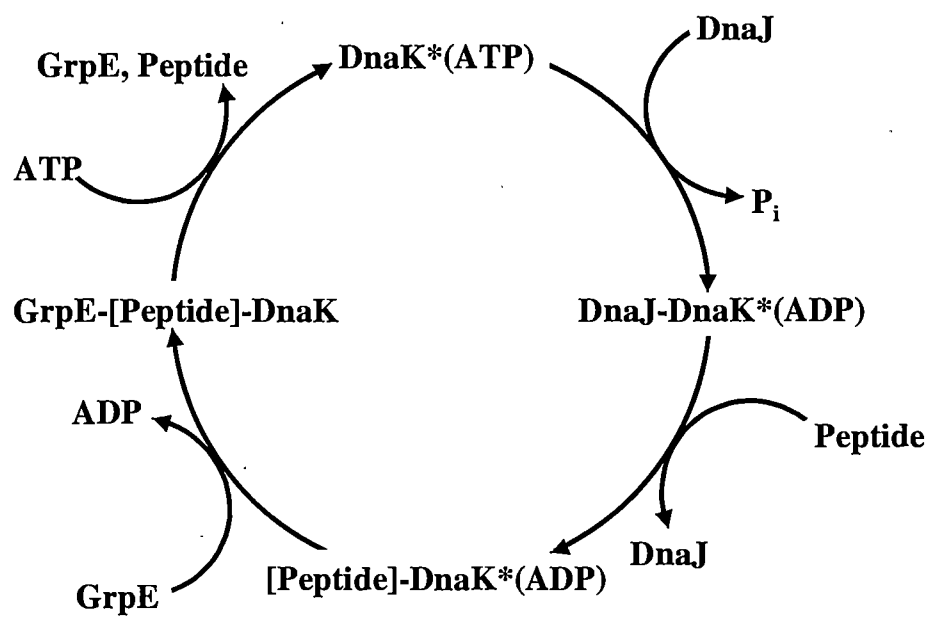 DnaJ
GrpE, Peptide
DnaK*(ATP)
ATP
Pi
GrpE-[Peptide]-DnaK
DnaJ-DnaK*(ADP)
ADP
Peptide
DnaJ
[Peptide]-DnaK*(ADP)
GrpE